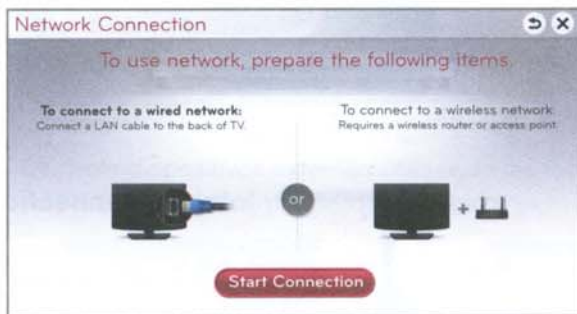 Network Connection
To use network, prepare the following items.
To connect to a wired network:
Connect a LAN cable to the back of TV.
or
To connect to a wireless network:
Requires a wireless router or access point.
+
Start Connection